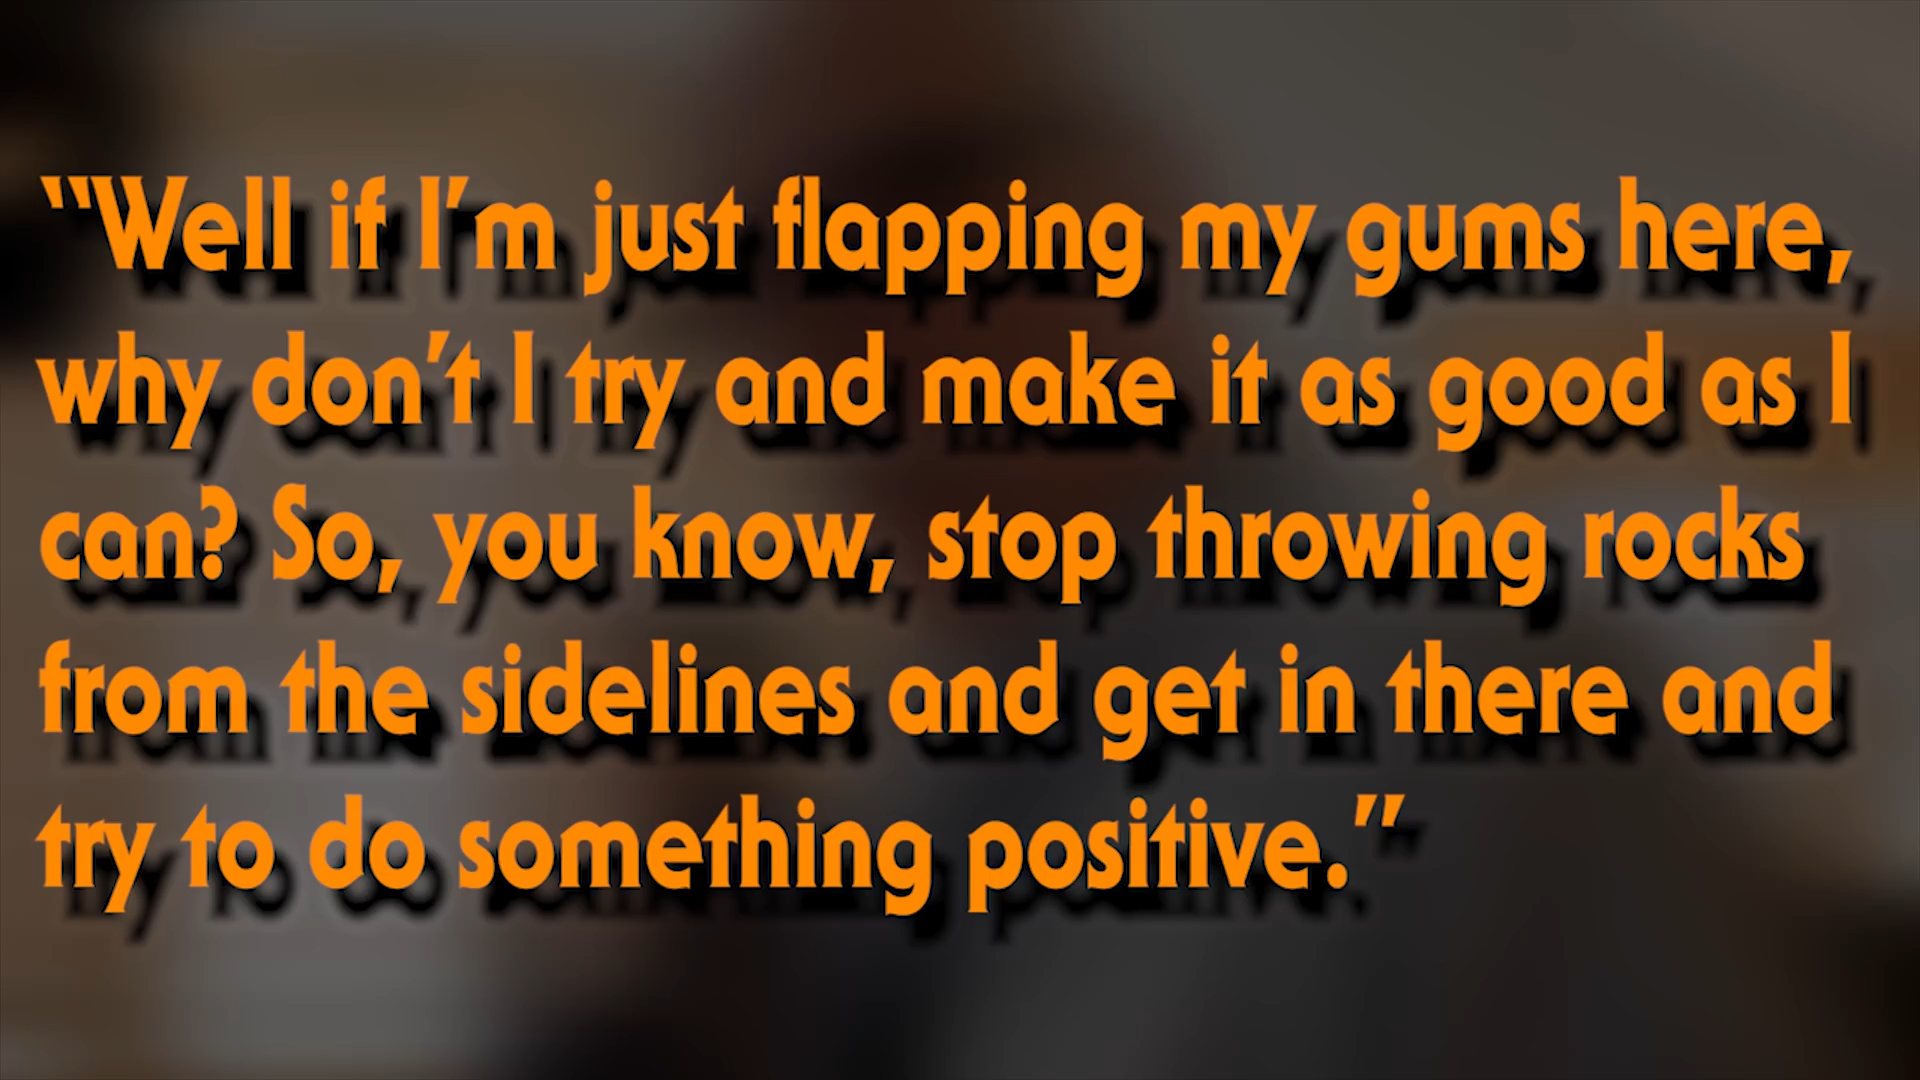 “Well if I’m just flapping my gums here,
why don’t I try and make it as good as I
can? So, you know, stop throwing rocks
from the sidelines and get in there and
try to do something positive.”